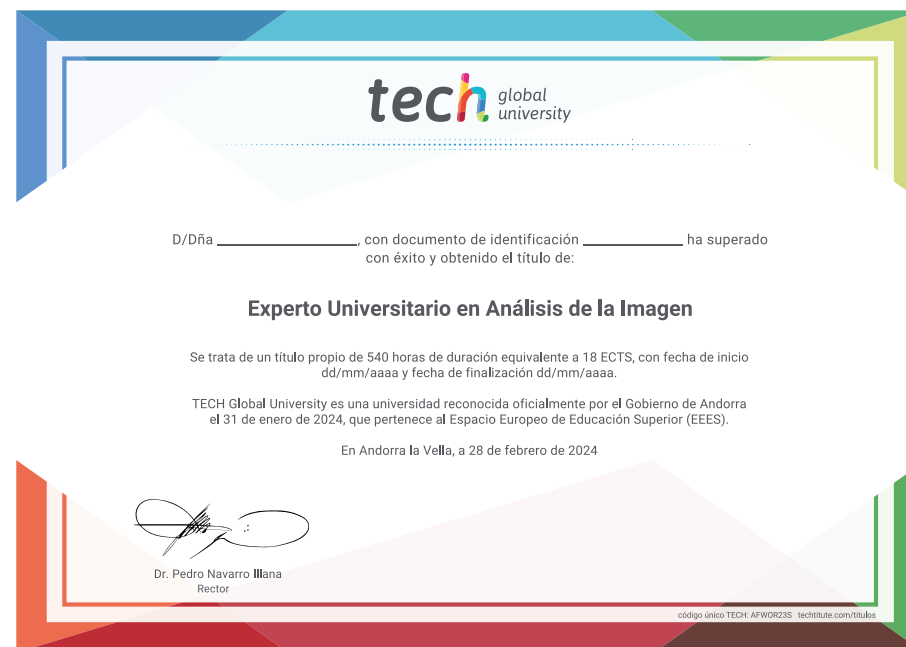 tech global university
D/Dña ________________, con documento de identificación ____________ ha superado
con éxito y obtenido el título de:
Experto Universitario en Análisis de la Imagen
Se trata de un título propio de 540 horas de duración equivalente a 18 ECTS, con fecha de inicio
dd/mm/aaaa y fecha de finalización dd/mm/aaaa.
TECH Global University es una universidad reconocida oficialmente por el Gobierno de Andorra
el 31 de enero de 2024, que pertenece al Espacio Europeo de Educación Superior (EEES).
En Andorra la Vella, a 28 de febrero de 2024
Dr. Pedro Navarro Illana
Rector
código único TECH: AFWOR23S techtitute.com/titulos